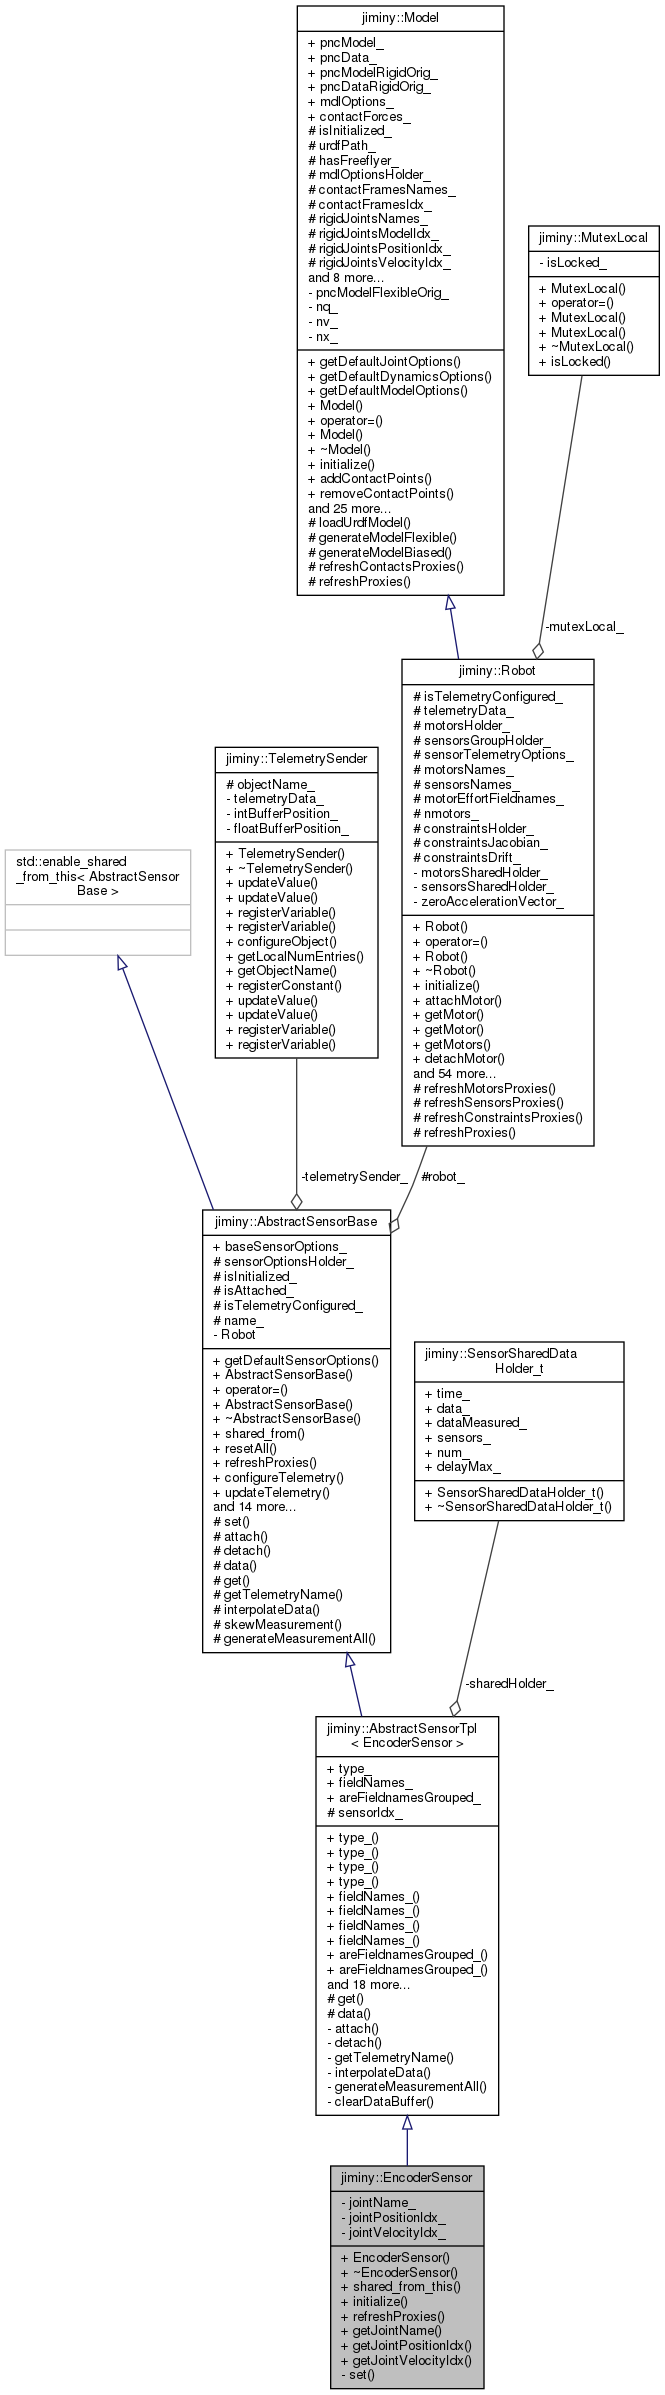 jiminy::Model
+ pncModel_
+ pncData_
+ pncModelRigidOrig_
+ pncDataRigidOrig_
+ mdlOptions_
+ contactForces_
# isInitialized_
# urdfPath_
# hasFreeflyer_
# mdlOptionsHolder_
# contactFramesNames_
# contactFramesIdx_
# rigidJointsNames_
# rigidJointsModelIdx_
# rigidJointsPositionIdx_
# rigidJointsVelocityIdx_
and 8 more...
- pncModelFlexibleOrig_
- nq_
- nv_
- nx_
+ getDefaultJointOptions()
+ getDefaultDynamicsOptions()
+ getDefaultModelOptions()
+ Model()
+ operator=()
+ Model()
+ ~Model()
+ initialize()
+ addContactPoints()
+ removeContactPoints()
and 25 more...
# loadUrdfModel()
# generateModelFlexible()
# generateModelBiased()
# refreshContactsProxies()
# refreshProxies()
jiminy::MutexLocal
- isLocked_
+ MutexLocal()
+ operator=()
+ MutexLocal()
+ MutexLocal()
+ ~MutexLocal()
+ isLocked()
-mutexLocal_
jiminy::Robot
# isTelemetryConfigured_
# telemetryData_
# motorsHolder_
# sensorsGroupHolder_
# sensorTelemetryOptions_
# motorsNames_
# sensorsNames_
# motorEffortFieldnames_
# nmotors_
# constraintsHolder_
# constraintsJacobian_
# constraintsDrift_
- motorsSharedHolder_
- sensorsSharedHolder_
- zeroAccelerationVector_
+ Robot()
+ operator=()
+ Robot()
+ ~Robot()
+ initialize()
+ attachMotor()
+ getMotor()
+ getMotor()
+ getMotors()
+ detachMotor()
and 54 more...
# refreshMotorsProxies()
# refreshSensorsProxies()
# refreshConstraintsProxies()
# refreshProxies()
jiminy::TelemetrySender
# objectName_
- telemetryData_
- intBufferPosition_
- floatBufferPosition_
+ TelemetrySender()
+ ~TelemetrySender()
+ updateValue()
+ updateValue()
+ registerVariable()
+ registerVariable()
+ configureObject()
+ getLocalNumEntries()
+ getObjectName()
+ registerConstant()
+ updateValue()
+ updateValue()
+ registerVariable()
+ registerVariable()
std::enable_shared
_from_this< AbstractSensor
Base >
-telemetrySender_
#robot_
jiminy::AbstractSensorBase
+ baseSensorOptions_
# sensorOptionsHolder_
# isInitialized_
# isAttached_
# isTelemetryConfigured_
# name_
- Robot
+ getDefaultSensorOptions()
+ AbstractSensorBase()
+ operator=()
+ AbstractSensorBase()
+ ~AbstractSensorBase()
+ shared_from()
+ resetAll()
+ refreshProxies()
+ configureTelemetry()
+ updateTelemetry()
and 14 more...
# set()
# attach()
# detach()
# data()
# get()
# getTelemetryName()
# interpolateData()
# skewMeasurement()
# generateMeasurementAll()
jiminy::SensorSharedData
Holder_t
+ time_
+ data_
+ dataMeasured_
+ sensors_
+ num_
+ delayMax_
+ SensorSharedDataHolder_t()
+ ~SensorSharedDataHolder_t()
-sharedHolder_
jiminy::AbstractSensorTpl
< EncoderSensor >
+ type_
+ fieldNames_
+ areFieldnamesGrouped_
# sensorIdx_
+ type_()
+ type_()
+ type_()
+ type_()
+ fieldNames_()
+ fieldNames_()
+ fieldNames_()
+ fieldNames_()
+ areFieldnamesGrouped_()
+ areFieldnamesGrouped_()
and 18 more...
# get()
# data()
- attach()
- detach()
- getTelemetryName()
- interpolateData()
- generateMeasurementAll()
- clearDataBuffer()
jiminy::EncoderSensor
- jointName_
- jointPositionIdx_
- jointVelocityIdx_
+ EncoderSensor()
+ ~EncoderSensor()
+ shared_from_this()
+ initialize()
+ refreshProxies()
+ getJointName()
+ getJointPositionIdx()
+ getJointVelocityIdx()
- set()